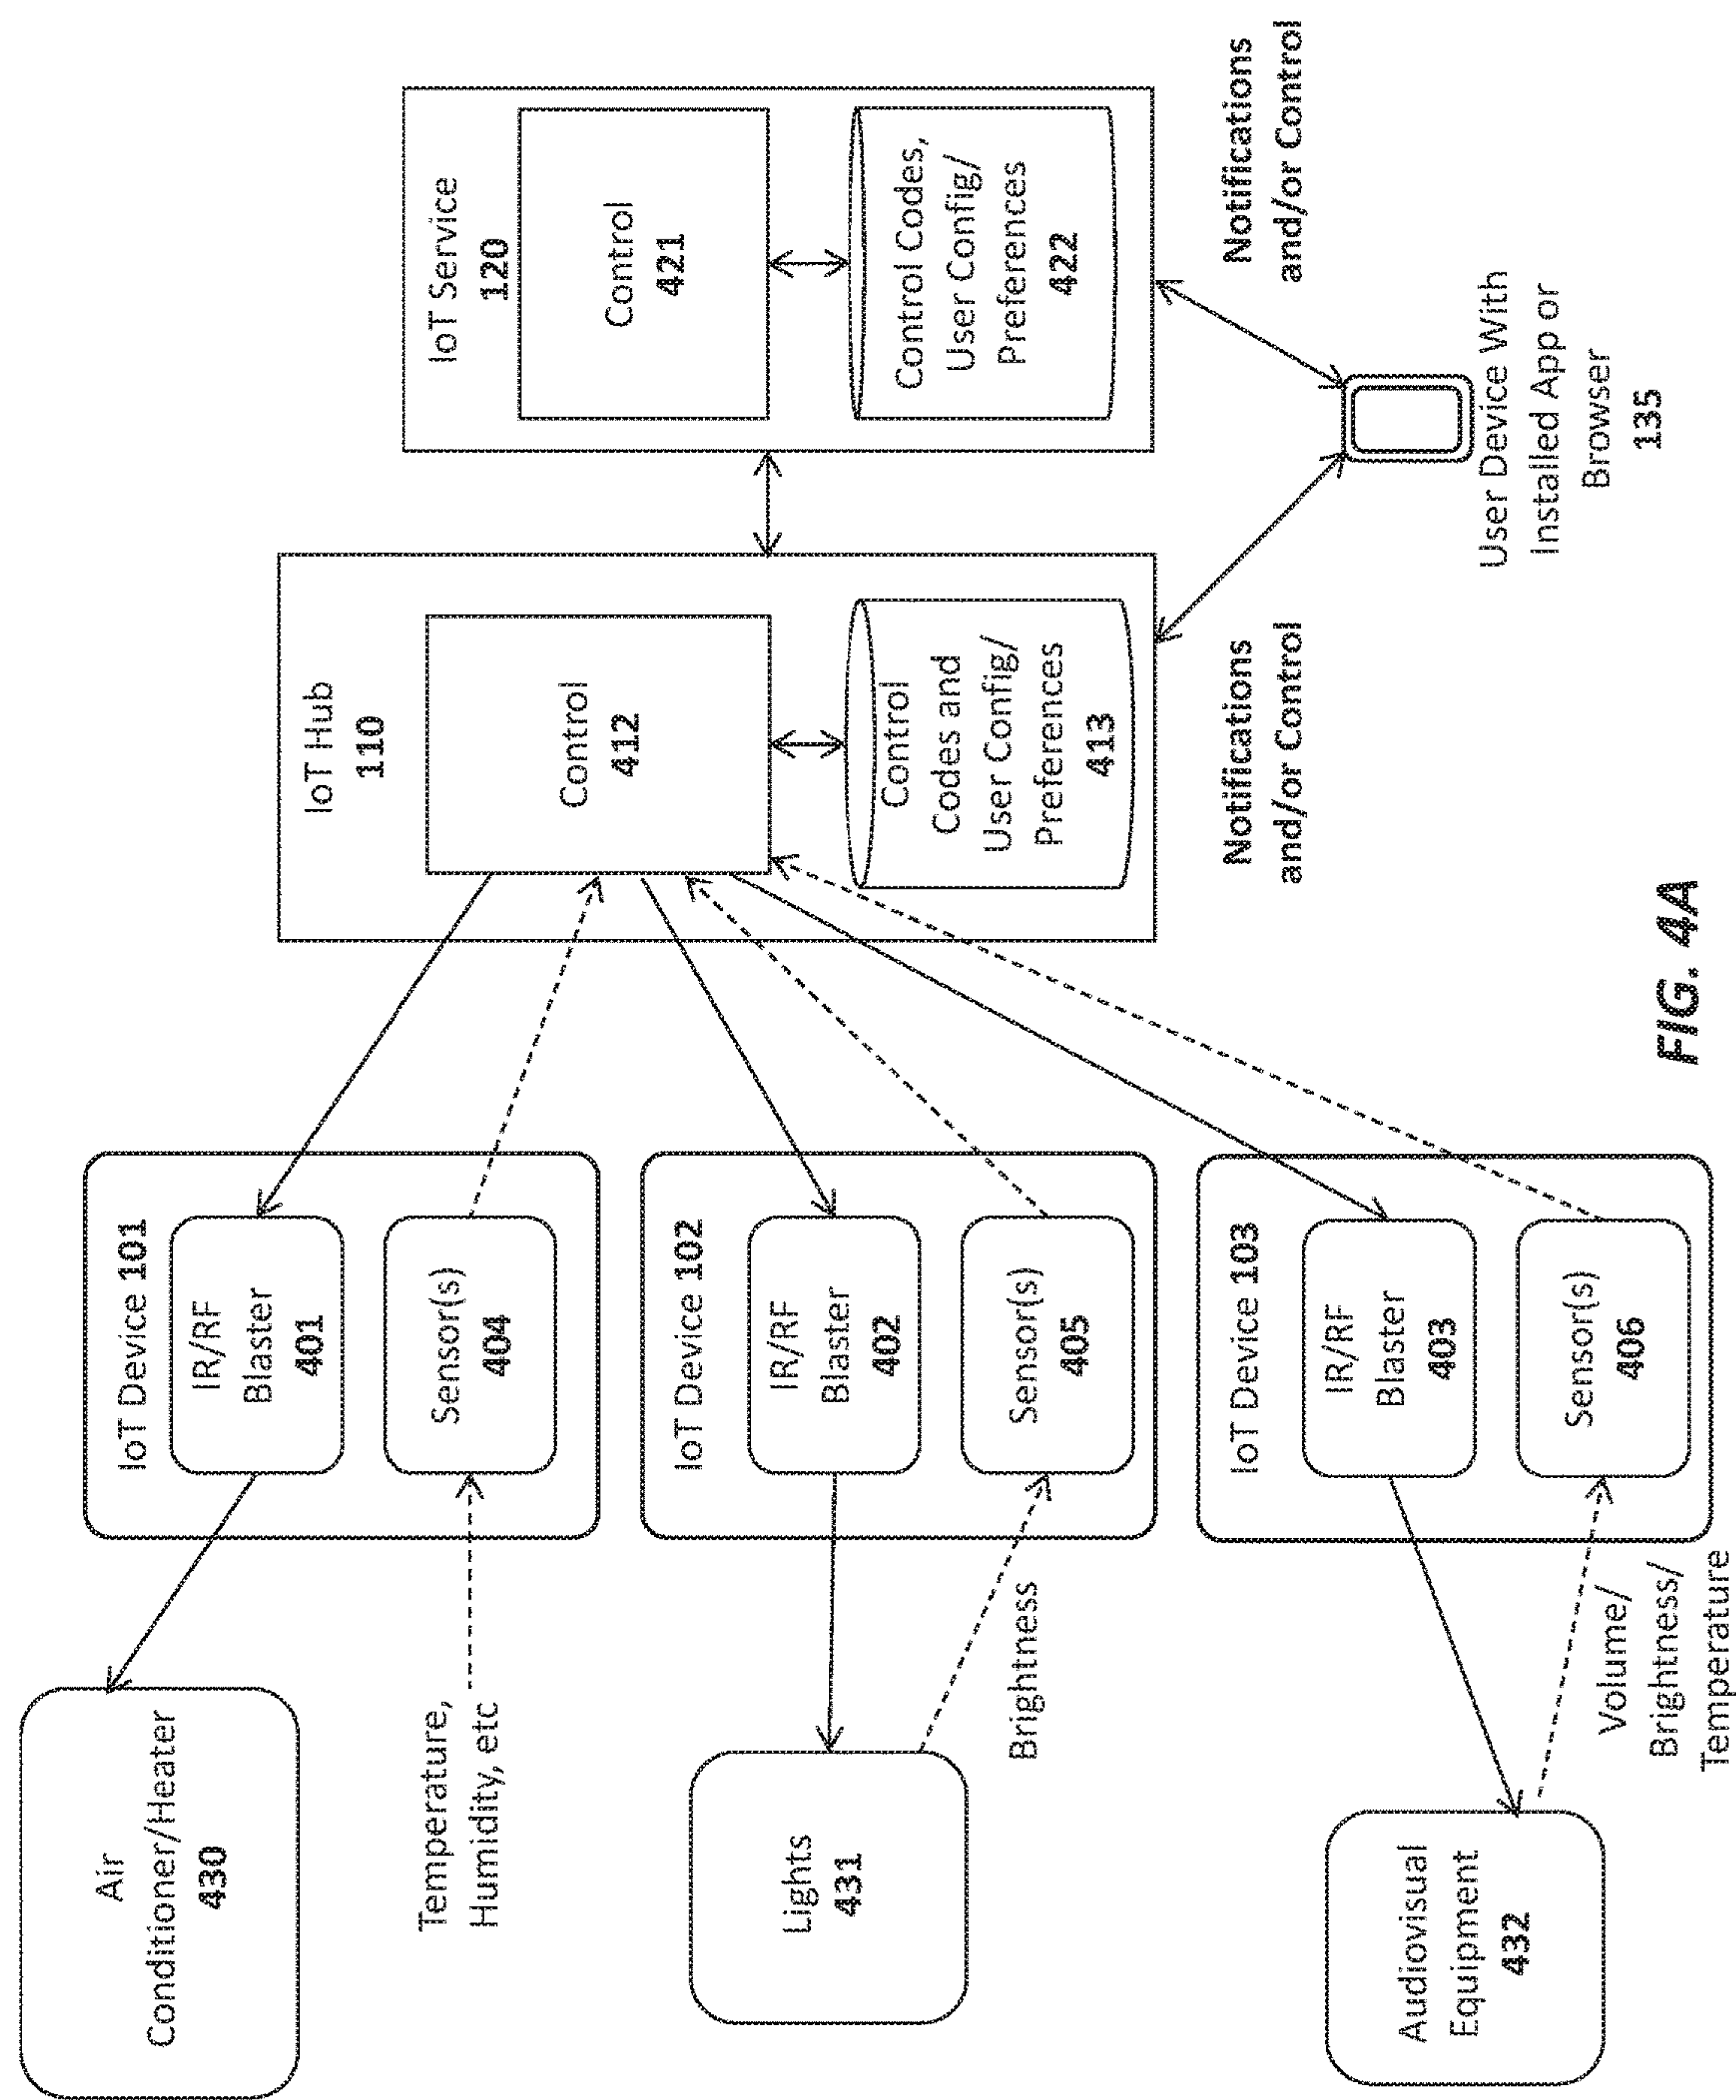 Air
Conditioner/Heater
430
Temperature,
Humidity, etc
Lights
431
Brightness
Audiovisual
Equipment
432
Volume/
Brightness/
Temperature
IoT Device 101
IR/RF
Blaster
401
Sensor(s)
404
IoT Device 102
IR/RF
Blaster
402
Sensor(s)
405
IoT Device 103
IR/RF
Blaster
403
Sensor(s)
406
IoT Hub
110
Control
412
Control
Codes and
User Config/
Preferences
413
Notifications
and/or Control
IoT Service
120
Control
421
Control Codes,
User Config/
Preferences
422
Notifications
and/or Control
User Device With
Installed App or
Browser
135
FIG. 4A